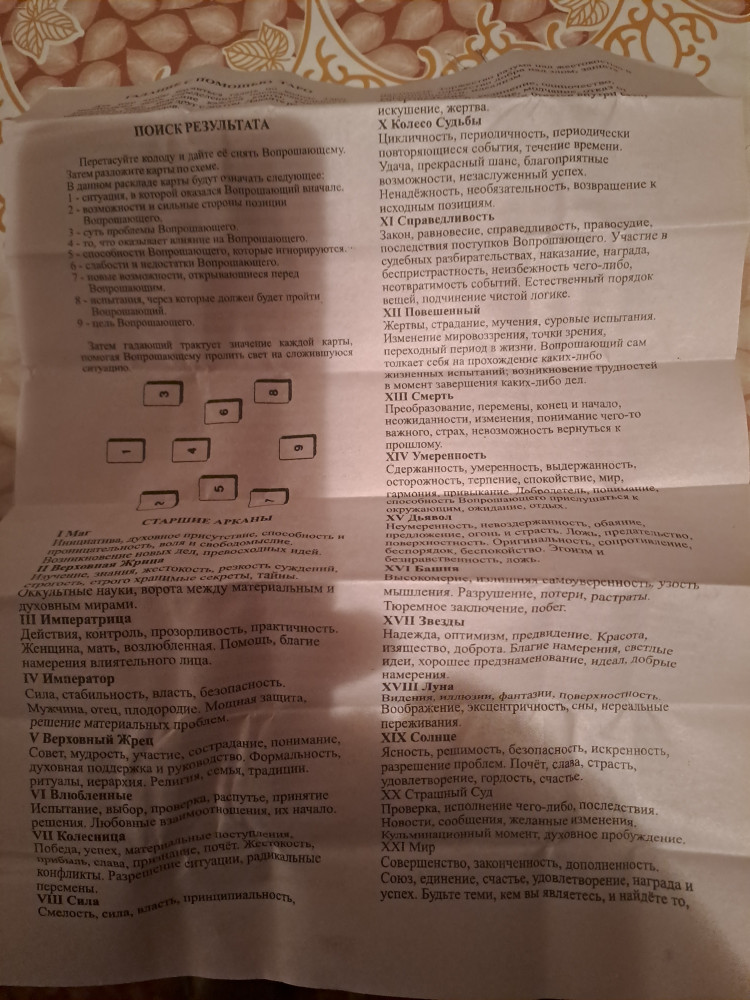 ГАДАНИЕ С ПОМОЩЬЮ ТАРО
ПОИСК РЕЗУЛЬТАТА
Перетасуйте колоду и дайте её снять Вопрошающему.
Затем разложите карты по схеме.
В данном раскладе карты будут означать следующее:
1 - ситуация, в которой оказался Вопрошающий вначале.
2 - возможности и сильные стороны позиции
Вопрошающего.
3 - суть проблемы Вопрошающего.
4 - то, что оказывает влияние на Вопрошающего.
5 - способности Вопрошающего, которые игнорируются.
6 - слабости и недостатки Вопрошающего.
7 - новые возможности, открывающиеся перед
Вопрошающим.
8 - испытания, через которые должен будет пройти
Вопрошающий.
9 - цель Вопрошающего.
Затем гадающий трактует значение каждой карты,
помогая Вопрошающему пролить свет на сложившуюся
ситуацию.
3
6
8
1
4
9
2
5
7
СТАРШИЕ АРКАНЫ
I Маг
Инициатива, духовное присутствие, способность и
проницательность, воля и свободомыслие.
Возникновение новых дел, превосходных идей.
II Верховная Жрица
Изучение, знания, жестокость, резкость суждений,
строгость, строго хранимые секреты, тайны.
Оккультные науки, ворота между материальным и
духовным мирами.
III Императрица
Действия, контроль, прозорливость, практичность.
Женщина, мать, возлюбленная. Помощь, благие
намерения влиятельного лица.
IV Император
Сила, стабильность, власть, безопасность.
Мужчина, отец, плодородие. Мощная защита,
решение материальных проблем.
V Верховный Жрец
Совет, мудрость, участие, сострадание, понимание,
духовная поддержка и руководство. Формальность,
ритуалы, иерархия. Религия, семья, традиции.
VI Влюбленные
Испытание, выбор, проверка, распутье, принятие
решения. Любовные взаимоотношения, их начало.
VII Колесница
Победа, успех, материальные поступления,
прибыль, слава, признание, почёт. Жестокость,
конфликты. Разрешение ситуации, радикальные
перемены.
VIII Сила
Смелость, сила, власть, принципиальность,
искушение, жертва.
X Колесо Судьбы
Цикличность, периодичность, периодически
повторяющиеся события, течение времени.
Удача, прекрасный шанс, благоприятные
возможности, незаслуженный успех.
Ненадёжность, необязательность, возвращение к
исходным позициям.
XI Справедливость
Закон, равновесие, справедливость, правосудие,
последствия поступков Вопрошающего. Участие в
судебных разбирательствах, наказание, награда,
беспристрастность, неизбежность чего-либо,
неотвратимость событий. Естественный порядок
вещей, подчинение чистой логике.
XII Повешенный
Жертвы, страдание, мучения, суровые испытания.
Изменение мировоззрения, точки зрения,
переходный период в жизни. Вопрошающий сам
толкает себя на прохождение каких-либо
жизненных испытаний; возникновение трудностей
в момент завершения каких-либо дел.
XIII Смерть
Преобразование, перемены, конец и начало,
неожиданности, изменения, понимание чего-то
важного, страх, невозможность вернуться к
прошлому.
XIV Умеренность
Сдержанность, умеренность, выдержанность,
осторожность, терпение, спокойствие, мир,
гармония, привыкание. Добродетель, понимание,
способность Вопрошающего прислушаться к
окружающим, ожидание, отдых.
XV Дьявол
Неумеренность, невоздержанность, обаяние,
предложение, огонь и страсть. Ложь, предательство,
поверхностность. Оригинальность, сопротивление,
беспорядок, беспокойство. Эгоизм и
безнравственность, ложь.
XVI Башня
Высокомерие, излишняя самоуверенность, узость
мышления. Разрушение, потери, растраты.
Тюремное заключение, побег.
XVII Звезды
Надежда, оптимизм, предвидение. Красота,
изящество, доброта. Благие намерения, светлые
идеи, хорошее предзнаменование, идеал, добрые
намерения.
XVIII Луна
Видения, иллюзии, фантазии, поверхностность.
Воображение, эксцентричность, сны, нереальные
переживания.
XIX Солнце
Ясность, решимость, безопасность, искренность,
разрешение проблем. Почёт, слава, страсть,
удовлетворение, гордость, счастье.
XX Страшный Суд
Проверка, исполнение чего-либо, последствия.
Новости, сообщения, желанные изменения.
Кульминационный момент, духовное пробуждение.
XXI Мир
Совершенство, законченность, дополненность.
Союз, единение, счастье, удовлетворение, награда и
успех. Будьте теми, кем вы являетесь, и найдёте то,